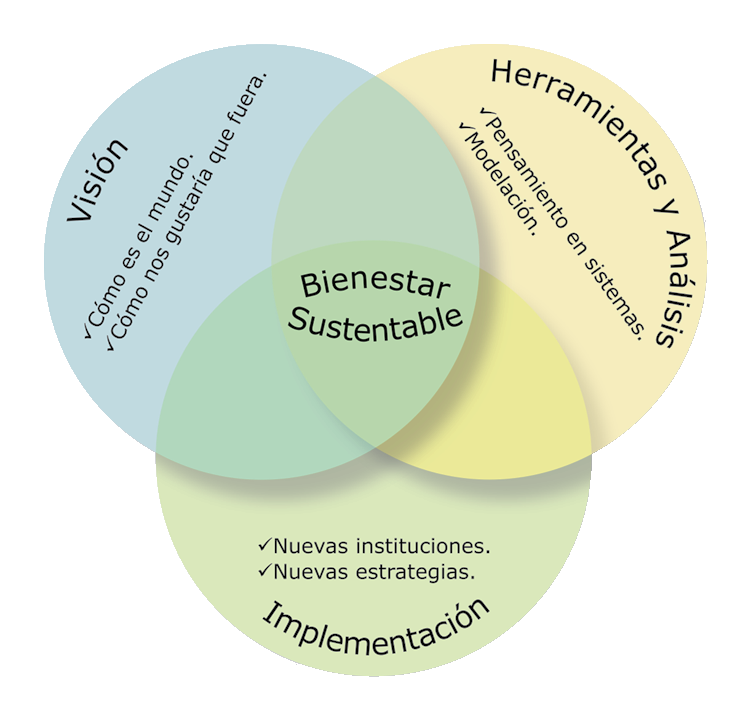 Visión
✓Cómo es el mundo.
✓Cómo nos gustaría que fuera.
Herramientas y Análisis
✓Pensamiento en sistemas.
✓Modelación.
Bienestar
Sustentable
✓Nuevas instituciones.
✓Nuevas estrategias.
Implementación